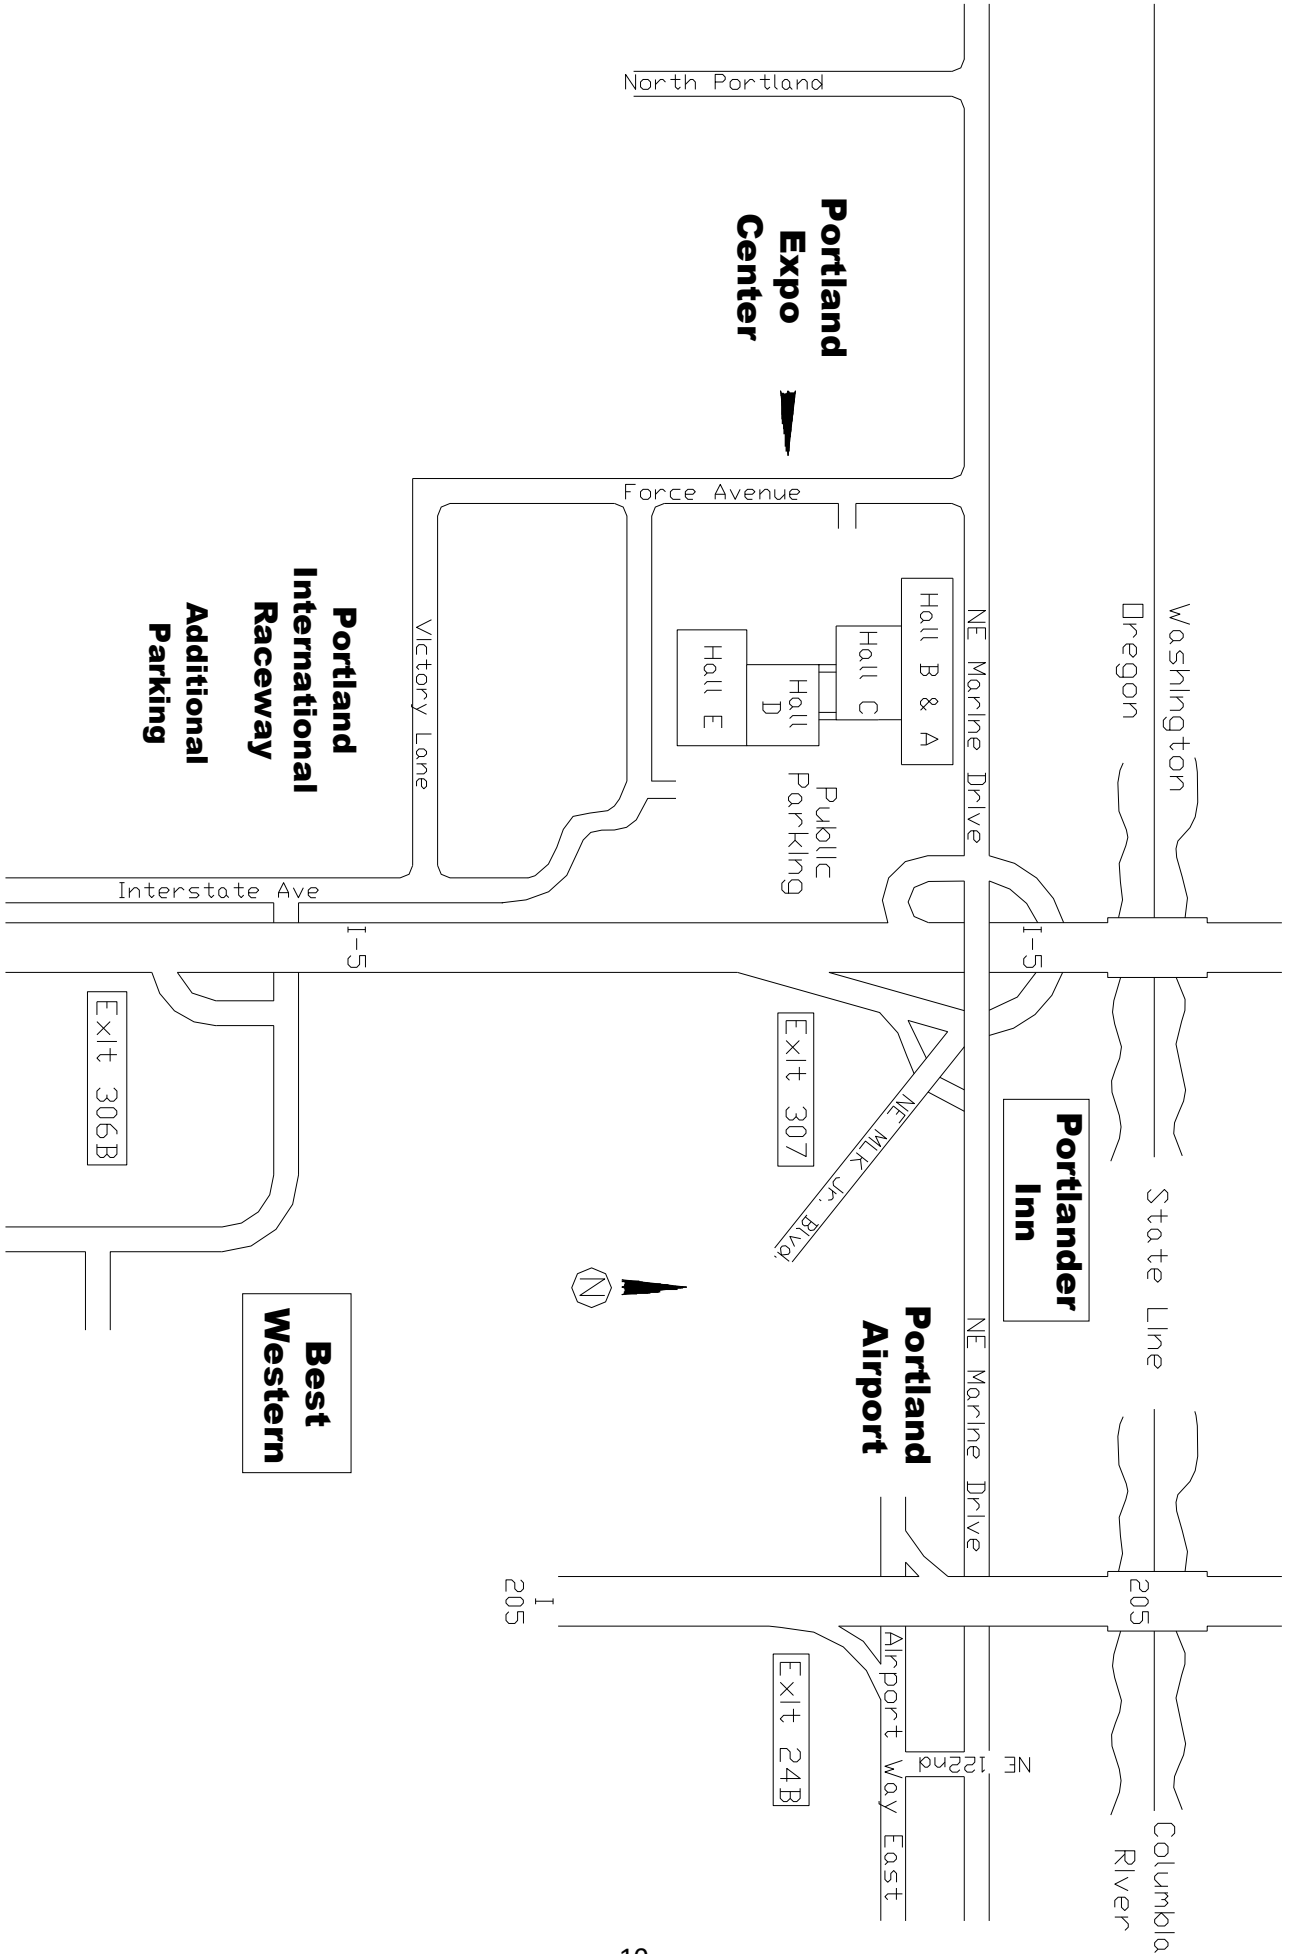 Washington
Oregon
State Line
Columbia
River
North Portland
Portland
Expo
Center
Force Avenue
NE Marine Drive
Hall B & A
Hall C
Hall
D
Hall E
Public
Parking
I-5
Portlander
Inn
Exit 307
NE MLK Jr. Blvd.
N
Portland
Airport
NE Marine Drive
205
Airport Way East
NE 122nd
Exit 24B
I
205
Victory Lane
Portland
International
Raceway
Additional
Parking
Interstate Ave
I-5
Exit 306B
Best
Western